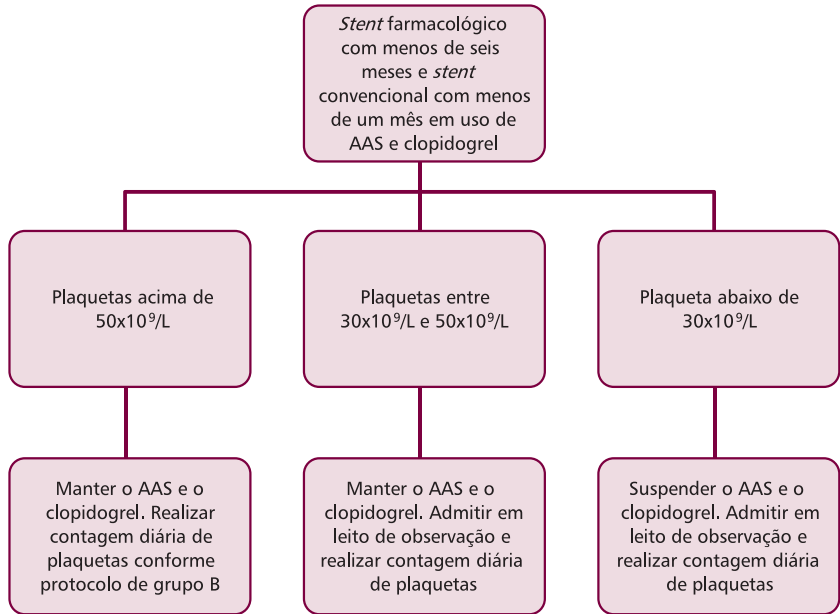 Stent farmacológico
com menos de seis
meses e stent
convencional com menos
de um mês em uso de
AAS e clopidogrel
Plaquetas acima de
50x10⁹/L
Plaquetas entre
30x10⁹/L e 50x10⁹/L
Plaqueta abaixo de
30x10⁹/L
Manter o AAS e o
clopidogrel. Realizar
contagem diária de
plaquetas conforme
protocolo de grupo B
Manter o AAS e o
clopidogrel. Admitir em
leito de observação e
realizar contagem diária
de plaquetas
Suspender o AAS e o
clopidogrel. Admitir em
leito de observação e
realizar contagem diária
de plaquetas